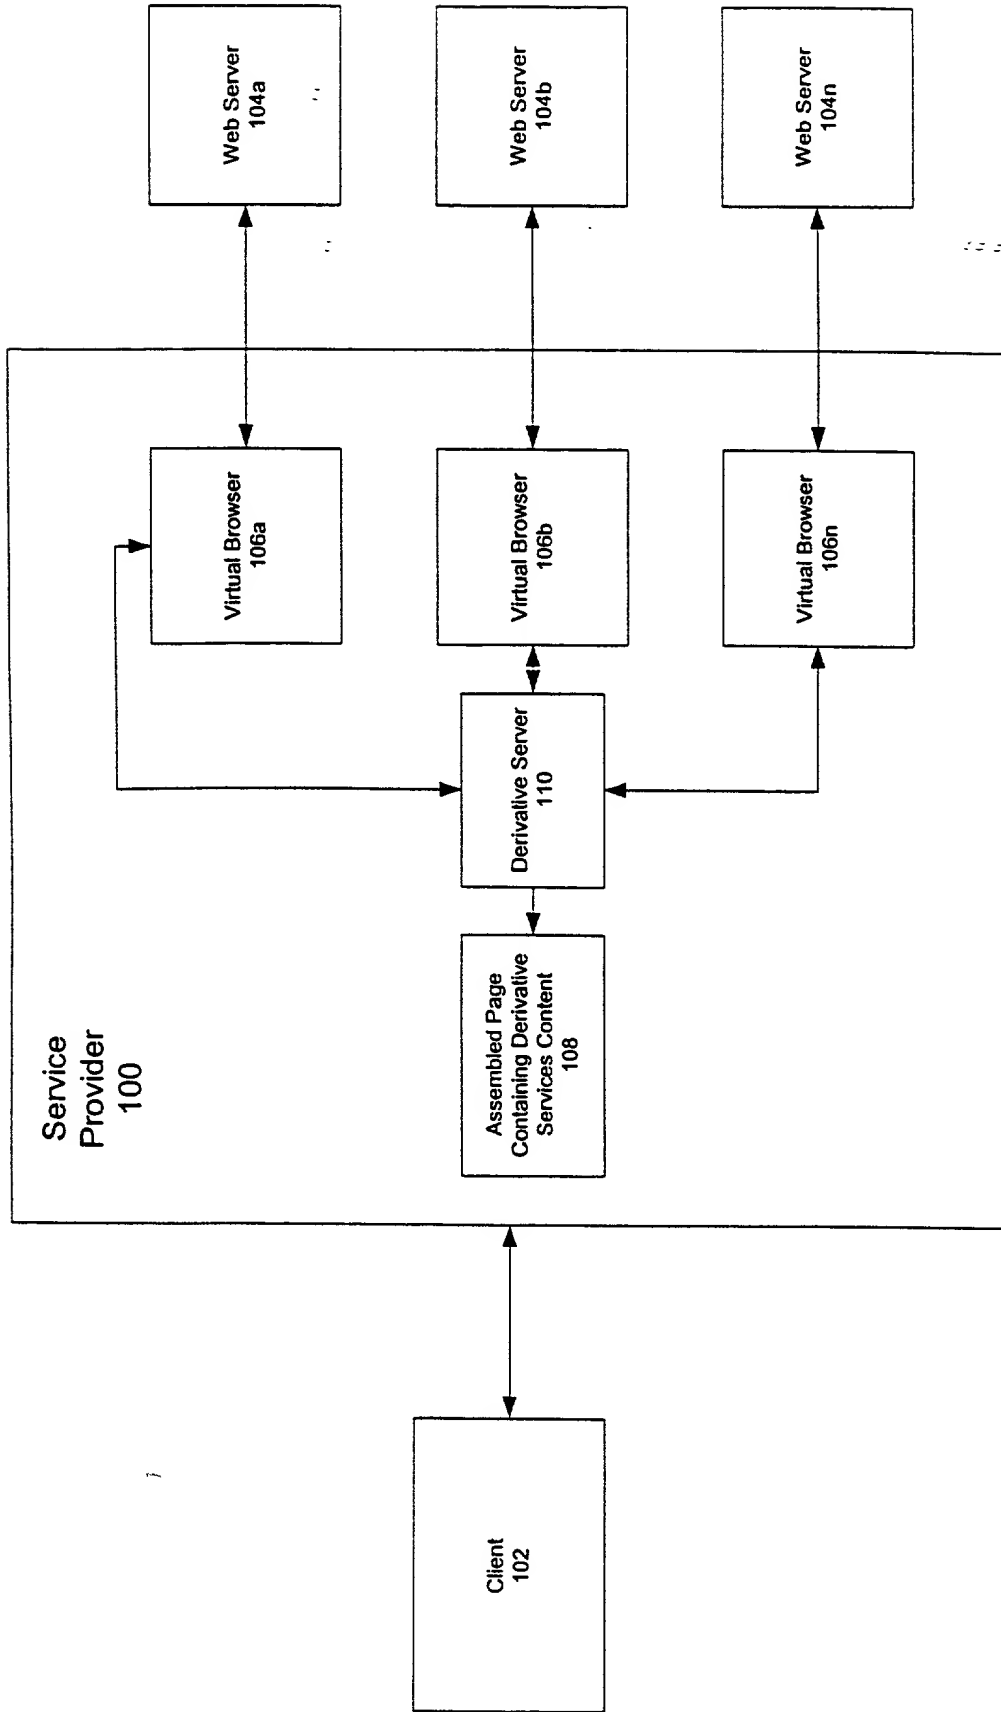 Service
Provider
100
Client
102
Assembled Page
Containing Derivative
Services Content
108
Derivative Server
110
Virtual Browser
106a
Virtual Browser
106b
Virtual Browser
106n
Web Server
104a
Web Server
104b
Web Server
104n